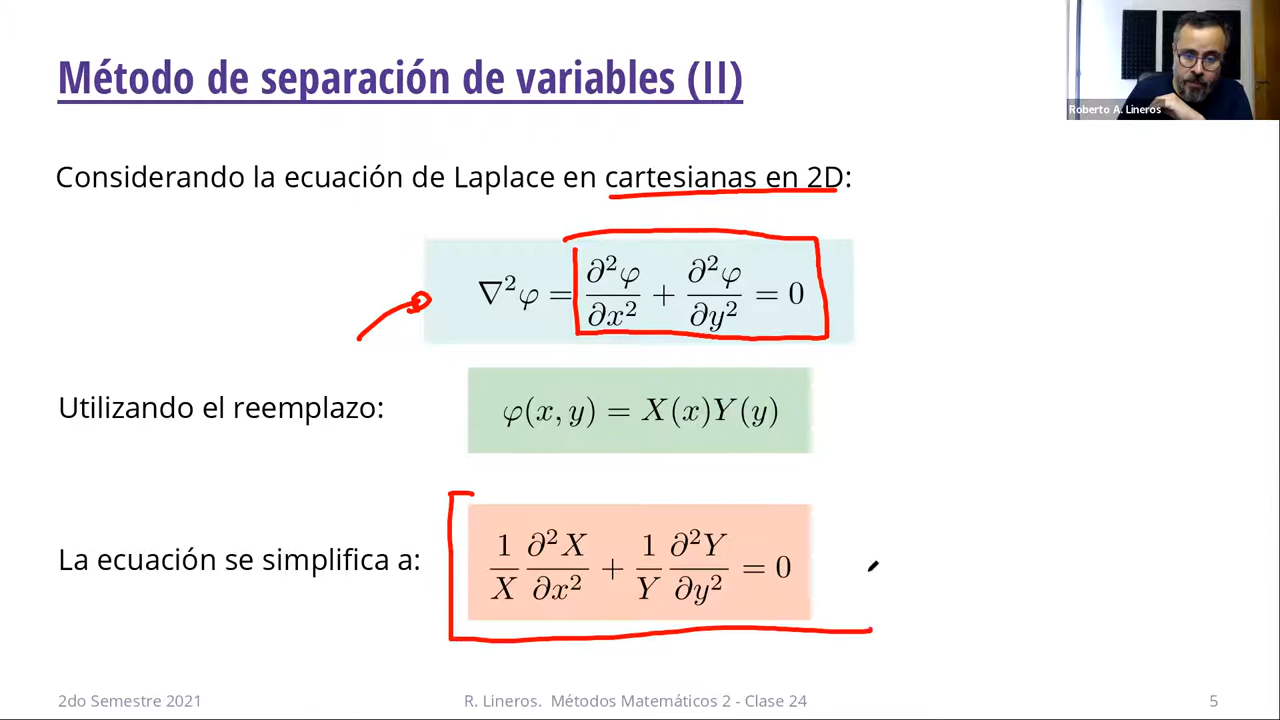 Método de separación de variables (II)
Roberto A. Lineros
Considerando la ecuación de Laplace en cartesianas en 2D:
∇²φ = ∂²φ/∂x² + ∂²φ/∂y² = 0
Utilizando el reemplazo:
φ(x, y) = X(x)Y(y)
La ecuación se simplifica a:
1/X ∂²X/∂x² + 1/Y ∂²Y/∂y² = 0
2do Semestre 2021
R. Lineros. Métodos Matemáticos 2 - Clase 24
5